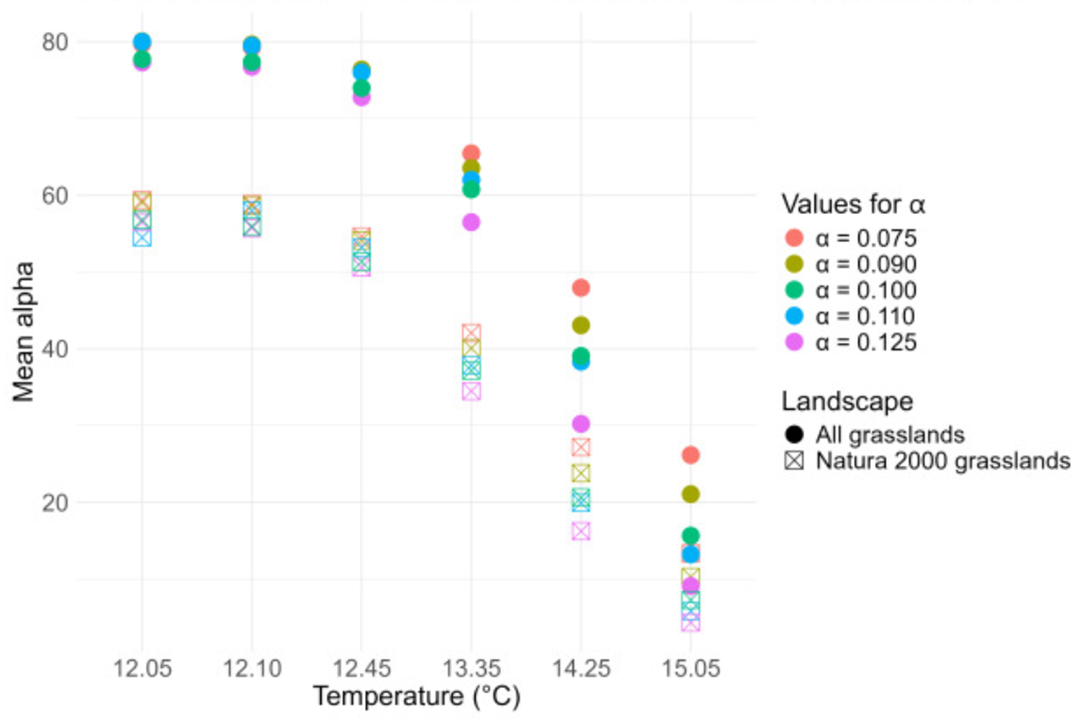 80
60
40
20
Mean alpha
12.05 12.10 12.45 13.35 14.25 15.05
Temperature (°C)
Values for α
α = 0.075
α = 0.090
α = 0.100
α = 0.110
α = 0.125
Landscape
All grasslands
Natura 2000 grasslands